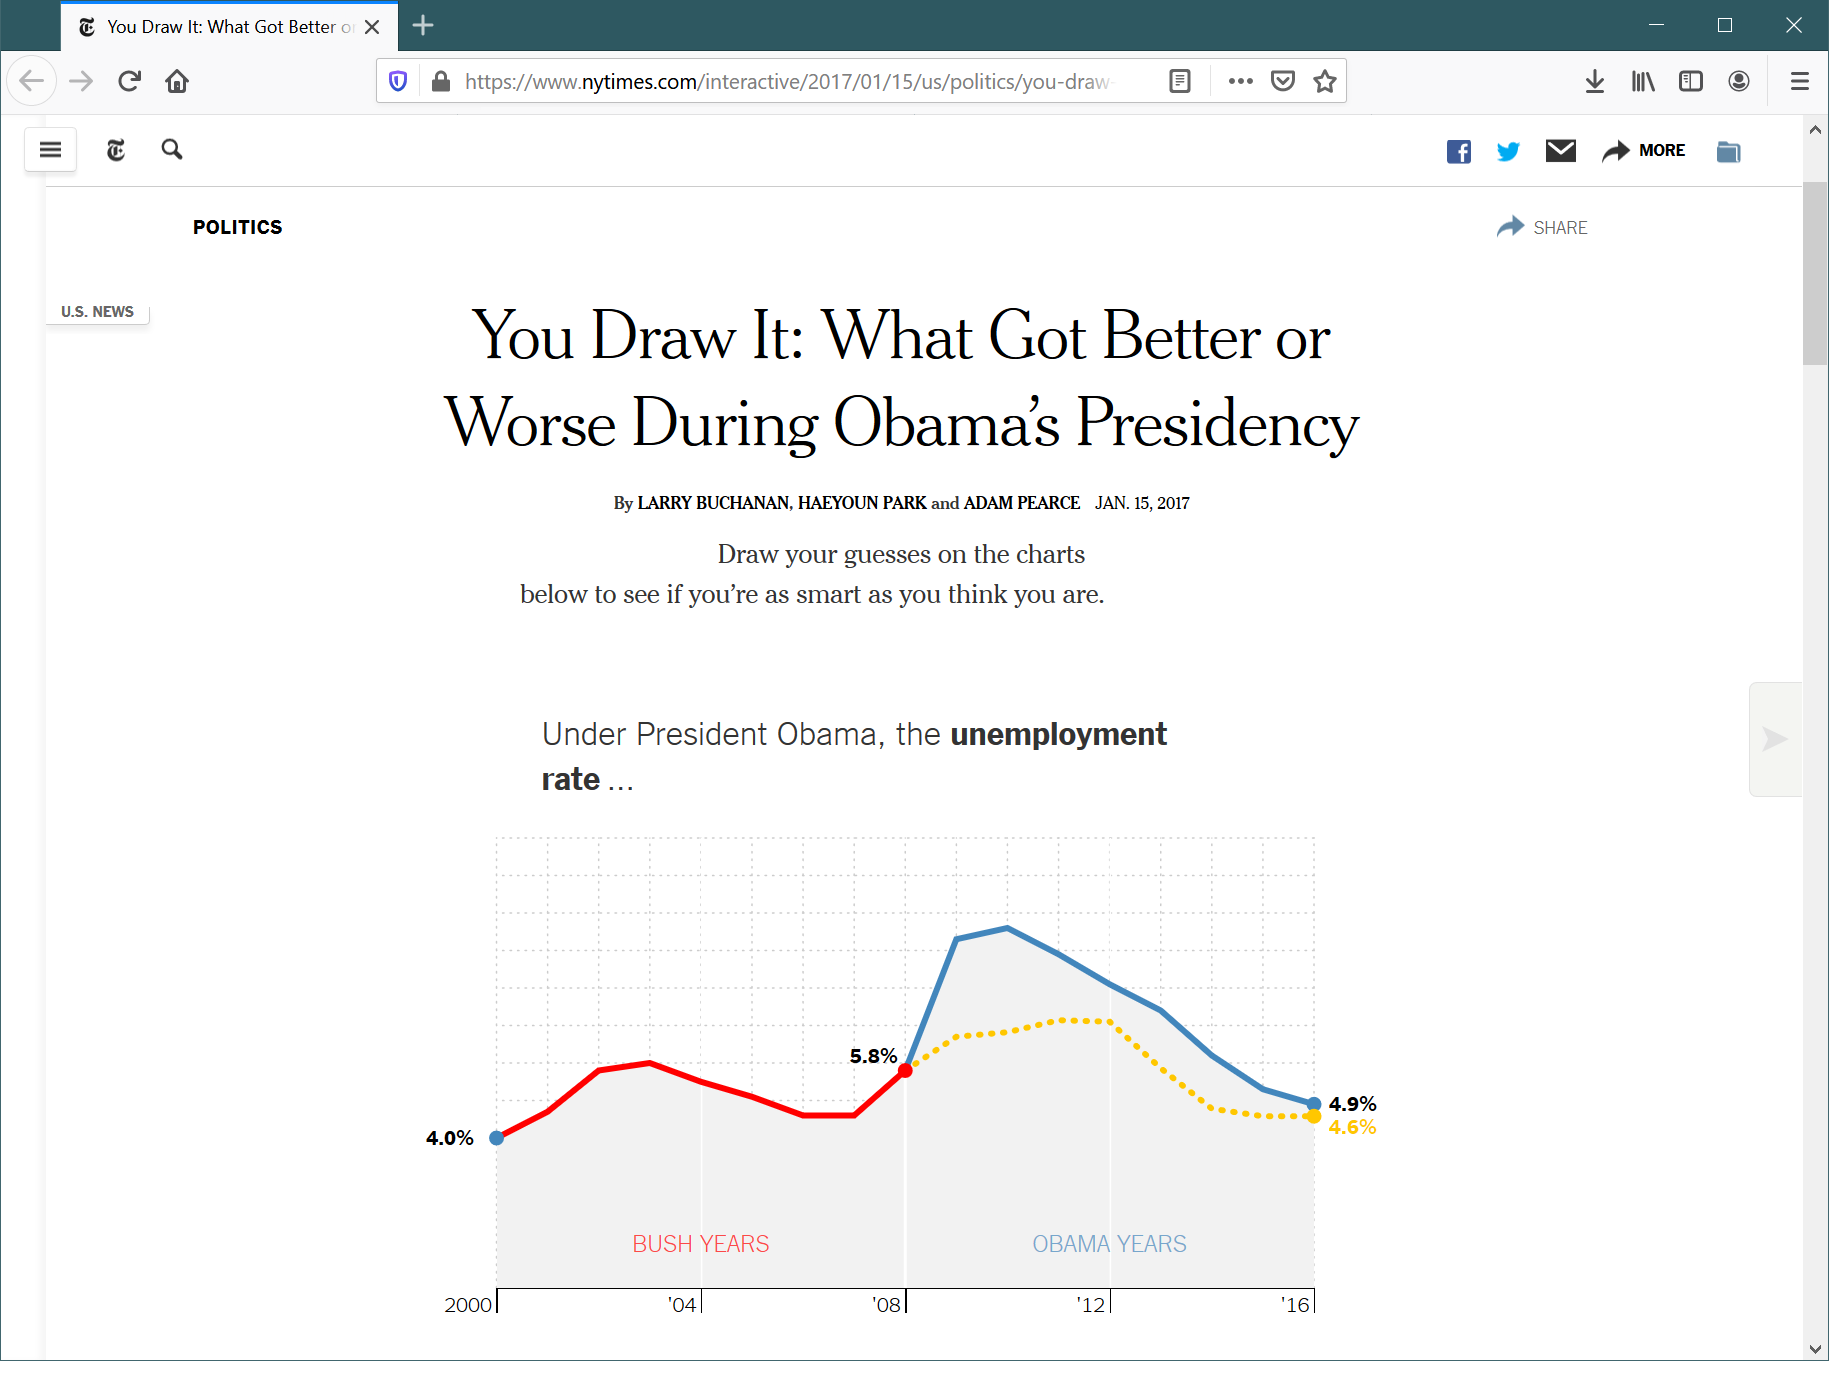 You Draw It: What Got Better o
https://www.nytimes.com/interactive/2017/01/15/us/politics/you-draw-
MORE
POLITICS
SHARE
U.S. NEWS
You Draw It: What Got Better or
Worse During Obama’s Presidency
By LARRY BUCHANAN, HAEYOUN PARK and ADAM PEARCE JAN. 15, 2017
Draw your guesses on the charts
below to see if you’re as smart as you think you are.
Under President Obama, the unemployment
rate ...
5.8%
4.9%
4.6%
4.0%
BUSH YEARS
OBAMA YEARS
2000 '04 '08 '12 '16